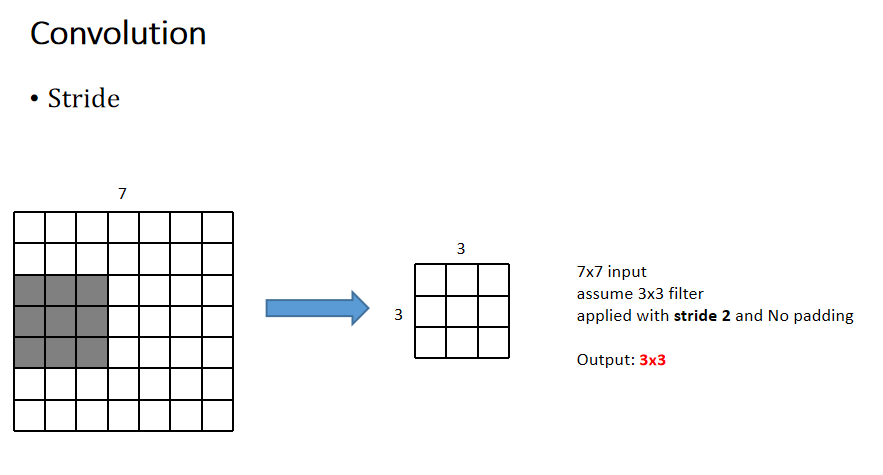 Convolution
• Stride
7
3
3
7x7 input
assume 3x3 filter
applied with stride 2 and No padding
Output: 3x3